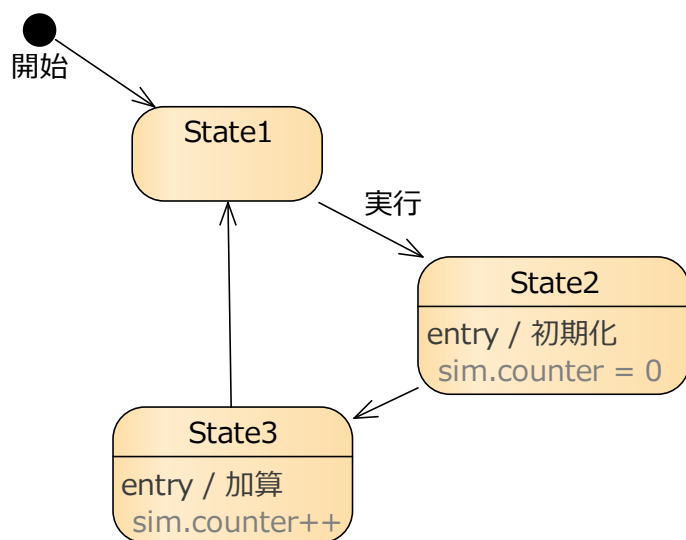 開始
State1
実行
State2
entry / 初期化
sim.counter = 0
State3
entry / 加算
sim.counter++